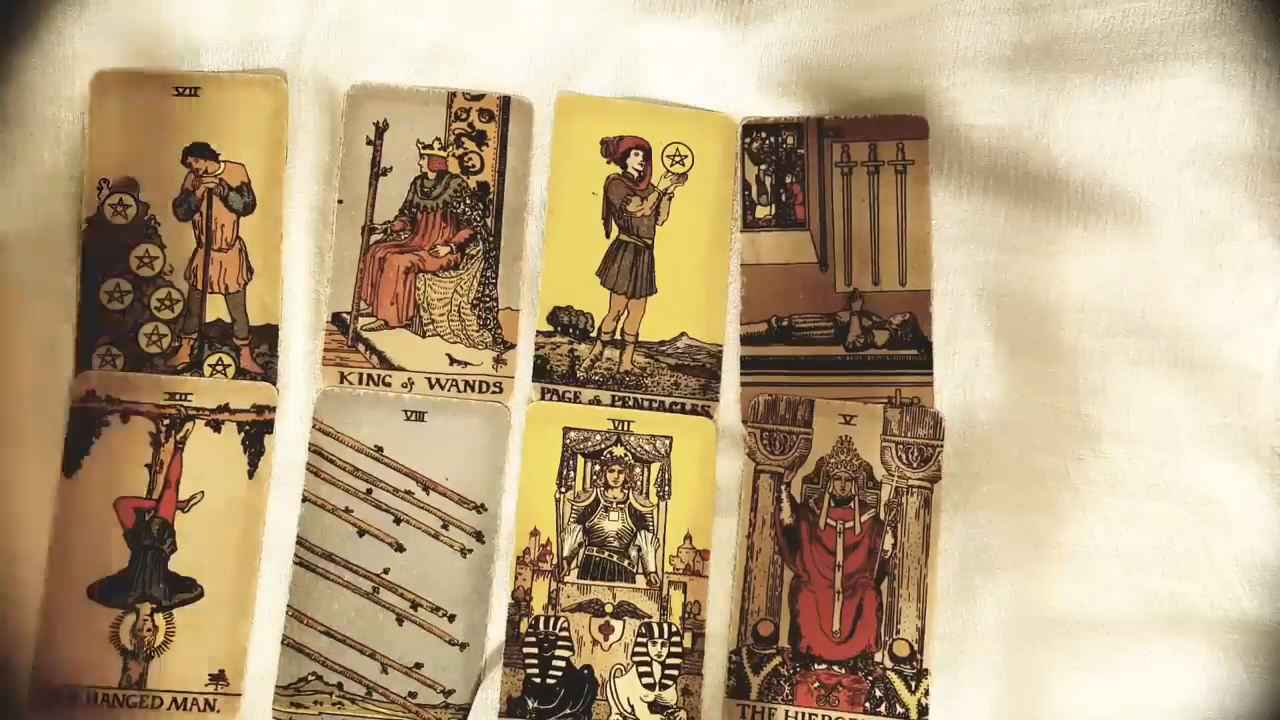 VII
KING of WANDS
PAGE of PENTACLES
XII
VIII
VII
V
HANGED MAN.
THE